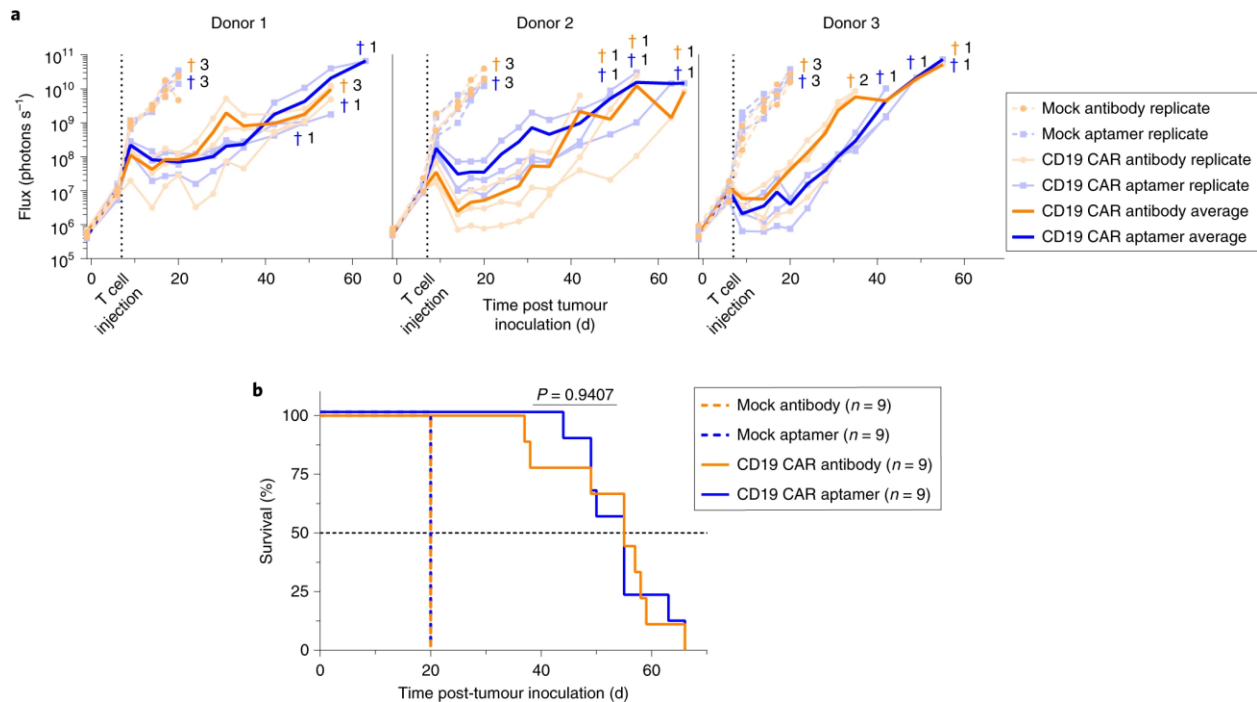 a
Donor 1
Donor 2
Donor 3
Flux (photons s⁻¹)
10¹¹
10¹⁰
10⁹
10⁸
10⁷
10⁶
10⁵
† 1
† 3
† 3
† 3
† 1
† 1
0
20
40
60
T cell
injection
† 3
† 3
† 1
† 1
† 1
† 1
† 1
† 1
0
20
40
60
T cell
injection
† 3
† 3
† 2
† 1
† 1
† 1
† 1
0
20
40
60
T cell
injection
Time post tumour
inoculation (d)
Mock antibody replicate
Mock aptamer replicate
CD19 CAR antibody replicate
CD19 CAR aptamer replicate
CD19 CAR antibody average
CD19 CAR aptamer average
b
P = 0.9407
Survival (%)
100
75
50
25
0
0
20
40
60
Time post-tumour inoculation (d)
Mock antibody (n = 9)
Mock aptamer (n = 9)
CD19 CAR antibody (n = 9)
CD19 CAR aptamer (n = 9)